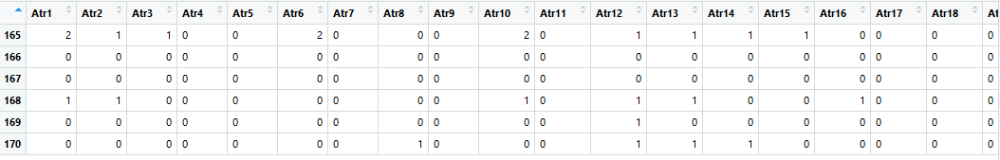 Atr1 Atr2 Atr3 Atr4 Atr5 Atr6 Atr7 Atr8 Atr9 Atr10 Atr11 Atr12 Atr13 Atr14 Atr15 Atr16 Atr17 Atr18 At
165 2 1 1 0 0 2 0 0 0 2 0 1 1 1 1 0 0 0 0
166 0 0 0 0 0 0 0 0 0 0 0 0 0 0 0 0 0 0 0
167 0 0 0 0 0 0 0 0 0 0 0 0 0 0 0 0 0 0 0
168 1 1 0 0 0 0 0 0 0 1 0 1 1 0 0 1 0 0 0
169 0 0 0 0 0 0 0 0 0 0 0 1 0 0 0 0 0 0 0
170 0 0 0 0 0 0 0 1 0 0 0 1 1 1 0 0 0 0 0